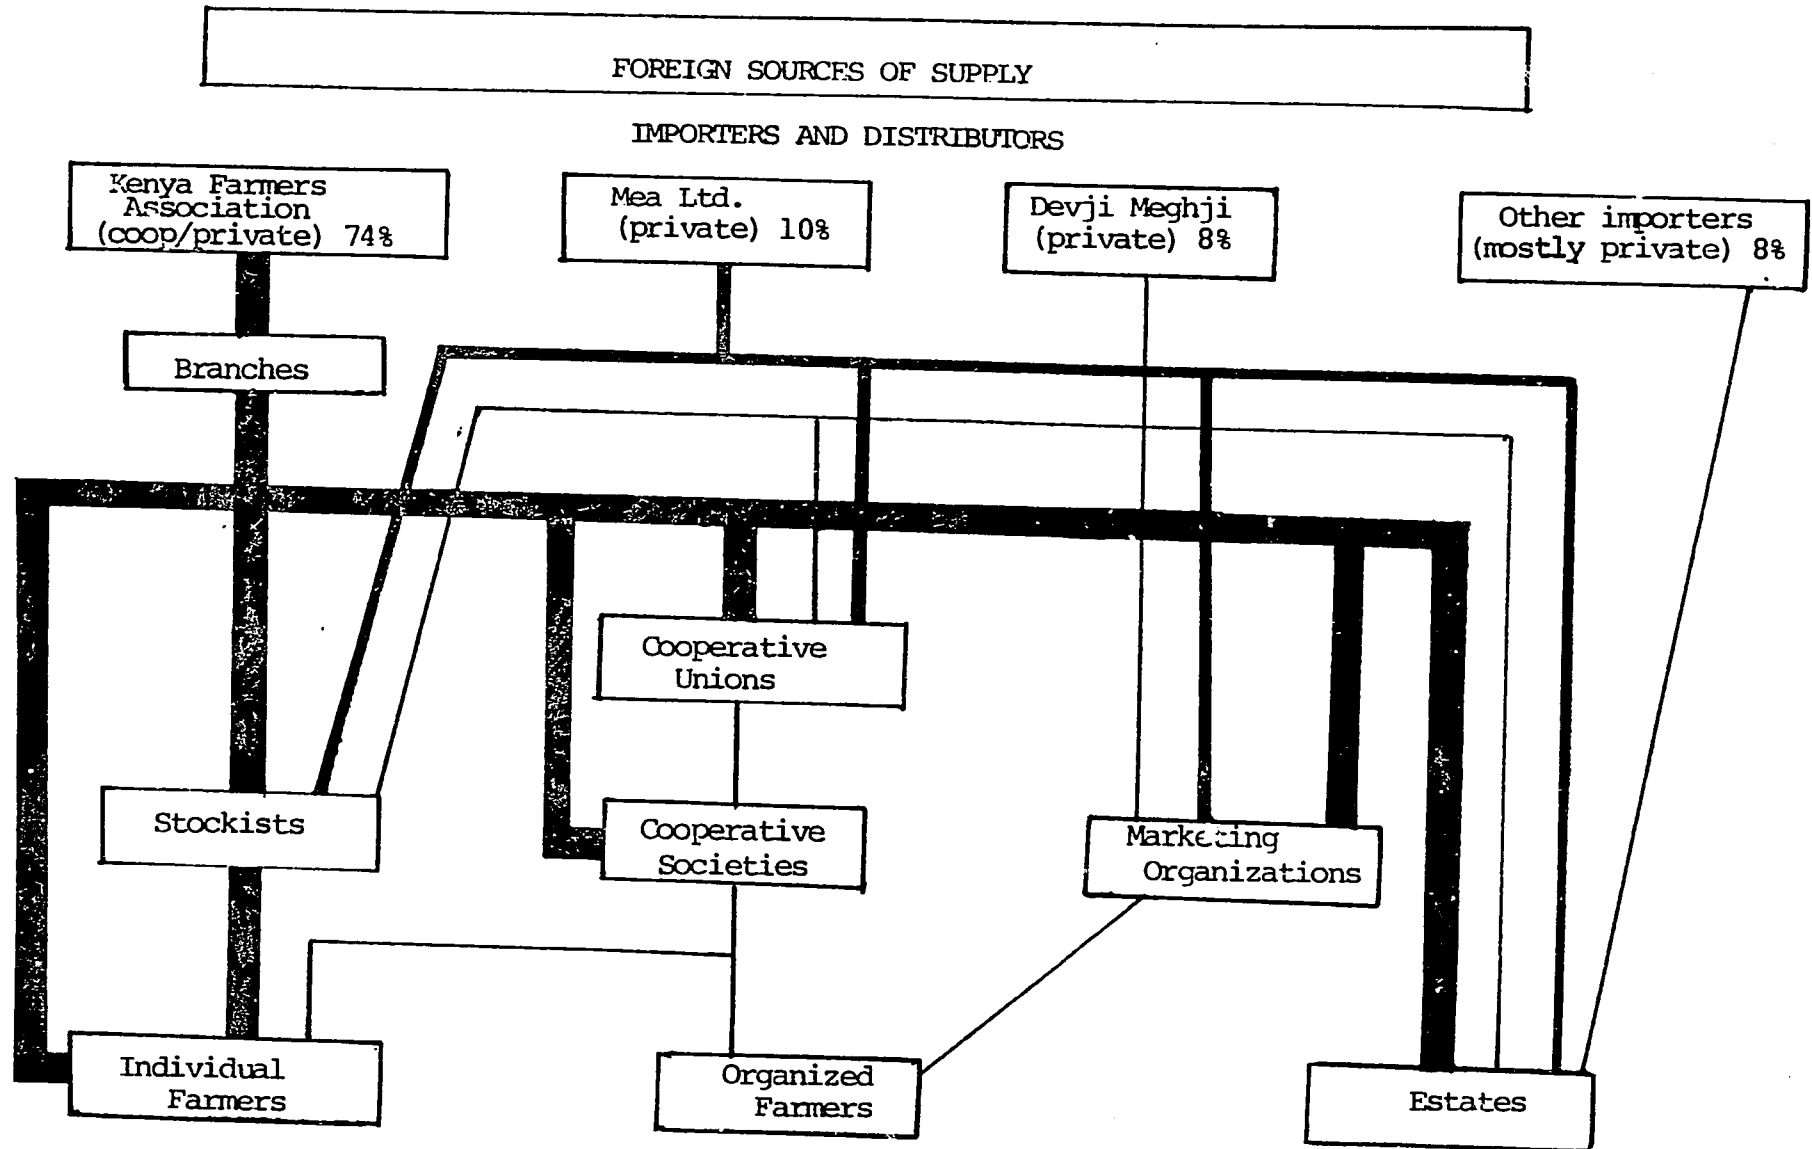 FOREIGN SOURCES OF SUPPLY
IMPORTERS AND DISTRIBUTORS
Kenya Farmers
Association
(coop/private) 74%
Mea Ltd.
(private) 10%
Devji Meghji
(private) 8%
Other importers
(mostly private) 8%
Branches
Cooperative
Unions
Stockists
Cooperative
Societies
Marketing
Organizations
Individual
Farmers
Organized
Farmers
Estates